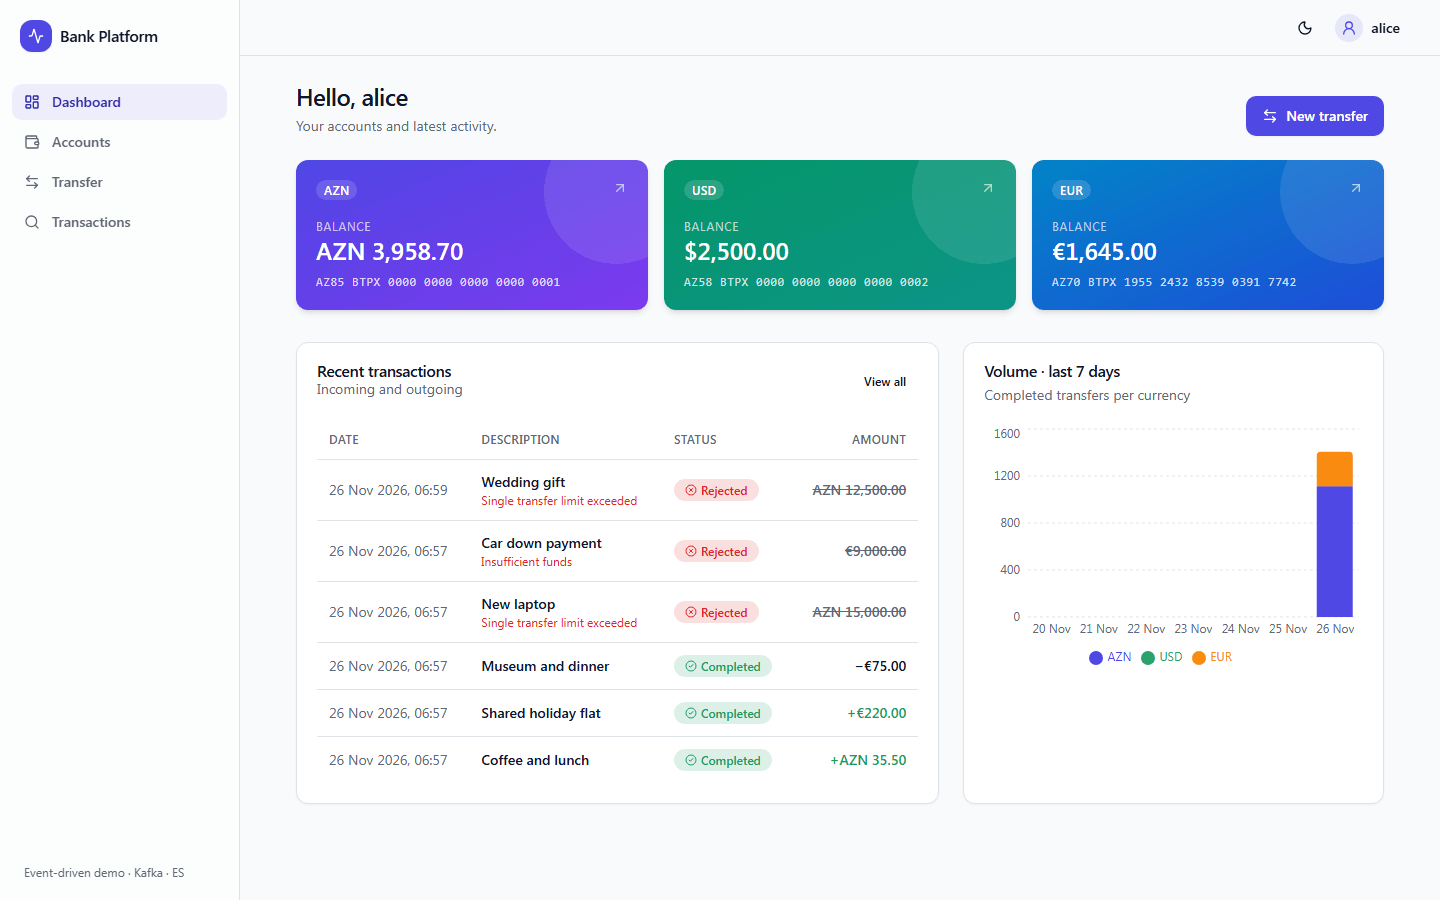 Bank Platform
alice
Dashboard
Accounts
Transfer
Transactions
Event-driven demo · Kafka · ES
Hello, alice
Your accounts and latest activity.
New transfer
AZN
BALANCE
AZN 3,958.70
AZ85 BTPX 0000 0000 0000 0000 0001
USD
BALANCE
$2,500.00
AZ58 BTPX 0000 0000 0000 0000 0002
EUR
BALANCE
€1,645.00
AZ70 BTPX 1955 2432 8539 0391 7742
Recent transactions
Incoming and outgoing
View all
DATE DESCRIPTION STATUS AMOUNT
26 Nov 2026, 06:59 Wedding gift Rejected AZN 12,500.00
Single transfer limit exceeded
26 Nov 2026, 06:57 Car down payment Rejected €9,000.00
Insufficient funds
26 Nov 2026, 06:57 New laptop Rejected AZN 15,000.00
Single transfer limit exceeded
26 Nov 2026, 06:57 Museum and dinner Completed −€75.00
26 Nov 2026, 06:57 Shared holiday flat Completed +€220.00
26 Nov 2026, 06:57 Coffee and lunch Completed +AZN 35.50
Volume · last 7 days
Completed transfers per currency
1600
1200
800
400
0
20 Nov 21 Nov 22 Nov 23 Nov 24 Nov 25 Nov 26 Nov
AZN USD EUR